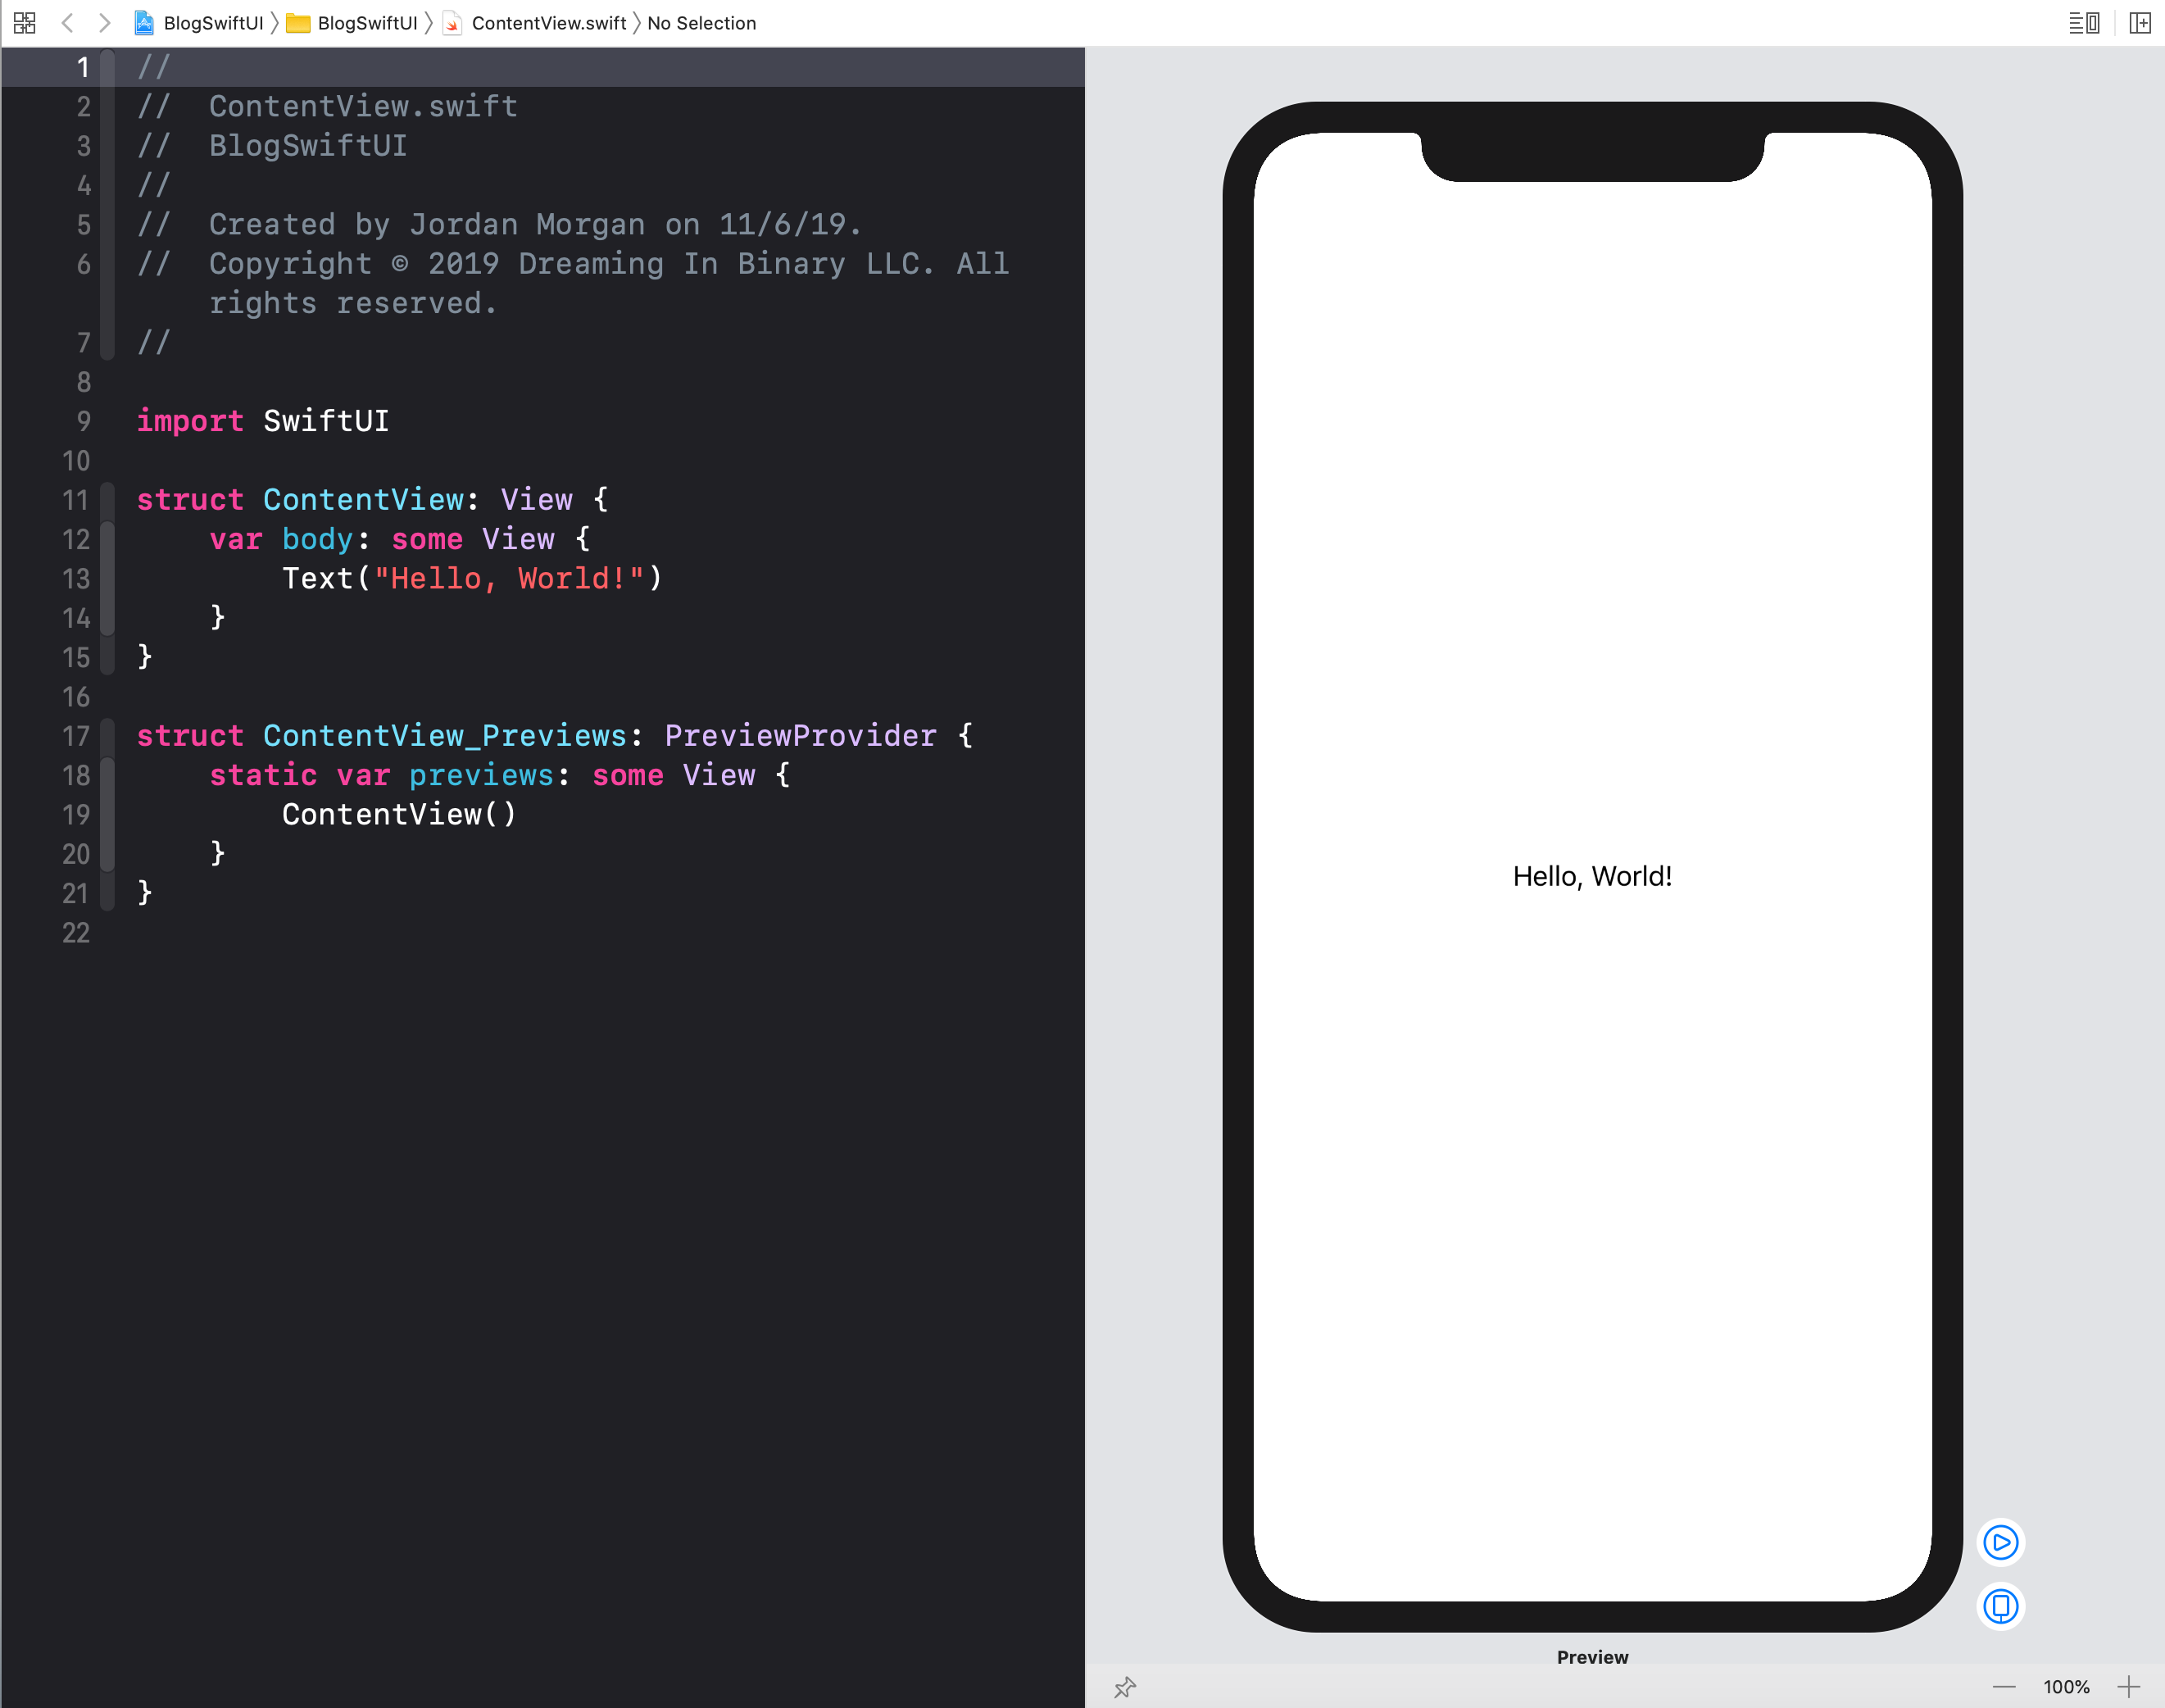 BlogSwiftUI BlogSwiftUI ContentView.swift No Selection
1 //
2 //  ContentView.swift
3 //  BlogSwiftUI
4 //
5 //  Created by Jordan Morgan on 11/6/19.
6 //  Copyright © 2019 Dreaming In Binary LLC. All
rights reserved.
7 //
8
9 import SwiftUI
10
11 struct ContentView: View {
12     var body: some View {
13         Text("Hello, World!")
14     }
15 }
16
17 struct ContentView_Previews: PreviewProvider {
18     static var previews: some View {
19         ContentView()
20     }
21 }
22
Hello, World!
Preview
100%